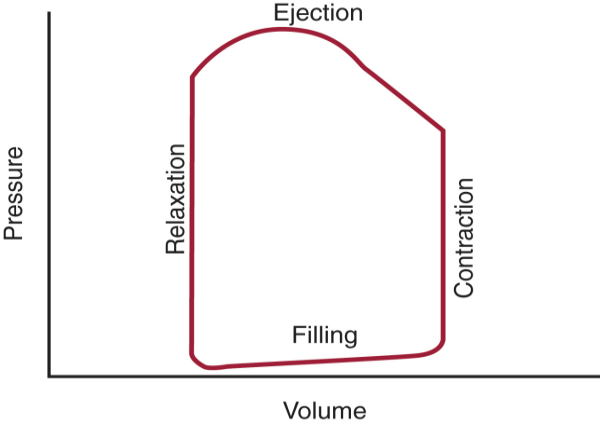 Ejection
Pressure
Relaxation
Contraction
Filling
Volume